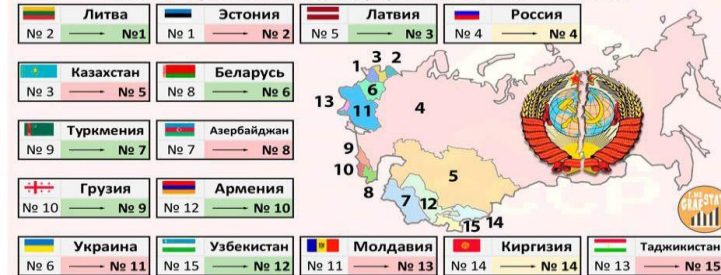 Литва
№ 2 → №1
Эстония
№ 1 → № 2
Латвия
№ 5 → № 3
Россия
№ 4 → № 4
Казахстан
№ 3 → № 5
Беларусь
№ 8 → № 6
Туркмения
№ 9 → № 7
Азербайджан
№ 7 → № 8
Грузия
№ 10 → № 9
Армения
№ 12 → № 10
1
3
2
6
13
11
4
9
10
8
5
7
12
15
14
T.ME
GRAFSTAT
Украина
№ 6 → № 11
Узбекистан
№ 15 → № 12
Молдавия
№ 11 → № 13
Киргизия
№ 14 → № 14
Таджикистан
№ 13 → № 15